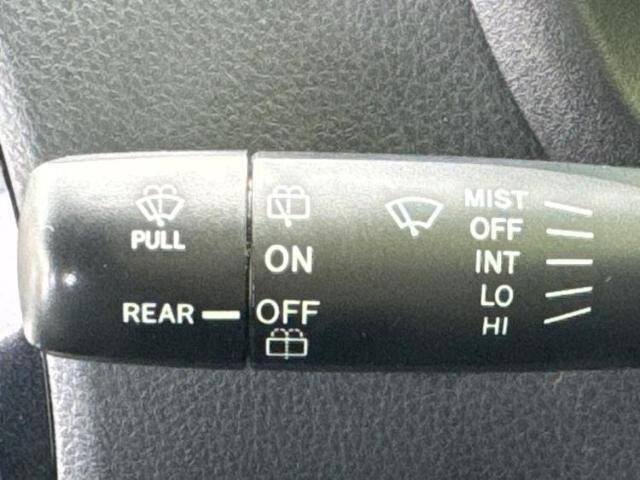 PULL
REAR
ON
OFF
MIST
OFF
INT
LO
HI